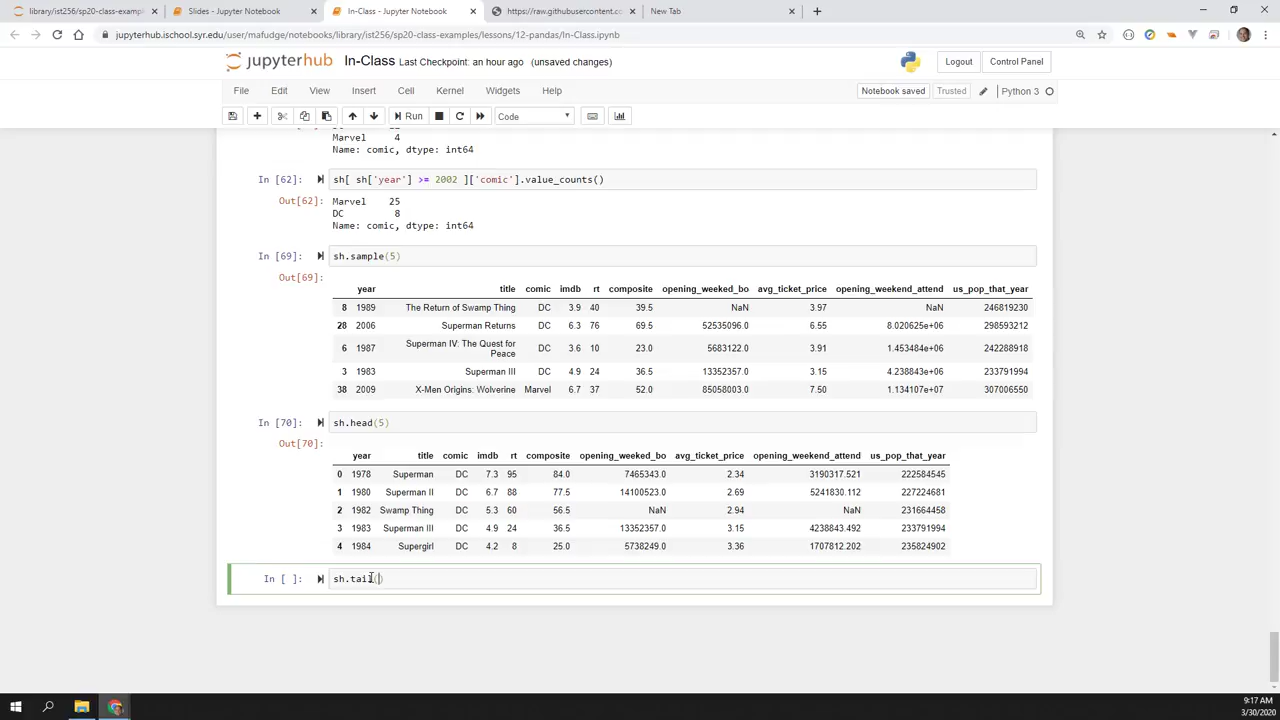 library/ist256/sp20-class-exampl
Slides - Jupyter Notebook
In-Class - Jupyter Notebook
https://raw.githubusercontent.co
New Tab
jupyterhub.ischool.syr.edu/user/mafudge/notebooks/library/ist256/sp20-class-examples/lessons/12-pandas/In-Class.ipynb
jupyterhub In-Class Last Checkpoint: an hour ago (unsaved changes)
Logout Control Panel
File Edit View Insert Cell Kernel Widgets Help
Notebook saved Trusted Python 3
Run Code
Marvel 4
Name: comic, dtype: int64
In [62]: sh[ sh['year'] >= 2002 ]['comic'].value_counts()
Out[62]: Marvel 25
DC 8
Name: comic, dtype: int64
In [69]: sh.sample(5)
Out[69]:
year title comic imdb rt composite opening_weeked_bo avg_ticket_price opening_weekend_attend us_pop_that_year
8 1989 The Return of Swamp Thing DC 3.9 40 39.5 NaN 3.97 NaN 246819230
28 2006 Superman Returns DC 6.3 76 69.5 52535096.0 6.55 8.020625e+06 298593212
6 1987 Superman IV: The Quest for Peace DC 3.6 10 23.0 5683122.0 3.91 1.453484e+06 242288918
3 1983 Superman III DC 4.9 24 36.5 13352357.0 3.15 4.238843e+06 233791994
38 2009 X-Men Origins: Wolverine Marvel 6.7 37 52.0 85058003.0 7.50 1.134107e+07 307006550
In [70]: sh.head(5)
Out[70]:
year title comic imdb rt composite opening_weeked_bo avg_ticket_price opening_weekend_attend us_pop_that_year
0 1978 Superman DC 7.3 95 84.0 7465343.0 2.34 3190317.521 222584545
1 1980 Superman II DC 6.7 88 77.5 14100523.0 2.69 5241830.112 227224681
2 1982 Swamp Thing DC 5.3 60 56.5 NaN 2.94 NaN 231664458
3 1983 Superman III DC 4.9 24 36.5 13352357.0 3.15 4238843.492 233791994
4 1984 Supergirl DC 4.2 8 25.0 5738249.0 3.36 1707812.202 235824902
In [ ]: sh.tail()
9:17 AM
3/30/2020